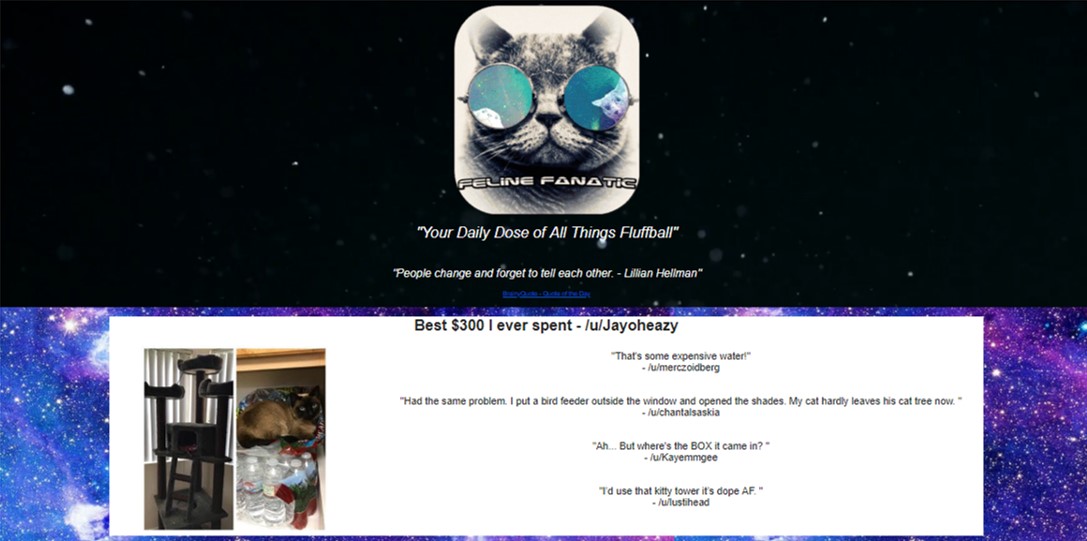 FELINE FANATIC
"Your Daily Dose of All Things Fluffball"
"People change and forget to tell each other. - Lillian Hellman"
BrainyQuote - Quote of the Day
Best $300 I ever spent - /u/Jayoheazy
"That's some expensive water!"
- /u/merczoidberg
"Had the same problem. I put a bird feeder outside the window and opened the shades. My cat hardly leaves his cat tree now. "
- /u/chantalsaskia
"Ah... But where's the BOX it came in? "
- /u/Kayemmgee
"I'd use that kitty tower it's dope AF. "
- /u/lustihead